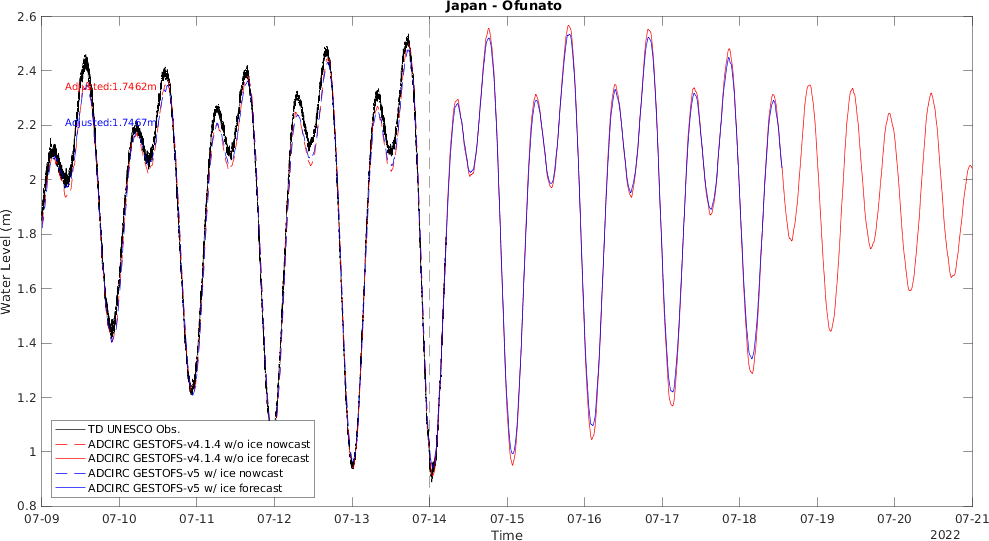 Japan - Ofunato
2.6
2.4
2.2
2
1.8
1.6
1.4
1.2
1
0.8
Water Level (m)
Adjusted:1.7462m
Adjusted:1.7467m
TD UNESCO Obs.
ADCIRC GESTOFS-v4.1.4 w/o ice nowcast
ADCIRC GESTOFS-v4.1.4 w/o ice forecast
ADCIRC GESTOFS-v5 w/ ice nowcast
ADCIRC GESTOFS-v5 w/ ice forecast
07-09 07-10 07-11 07-12 07-13 07-14 07-15 07-16 07-17 07-18 07-19 07-20 07-21
Time
2022